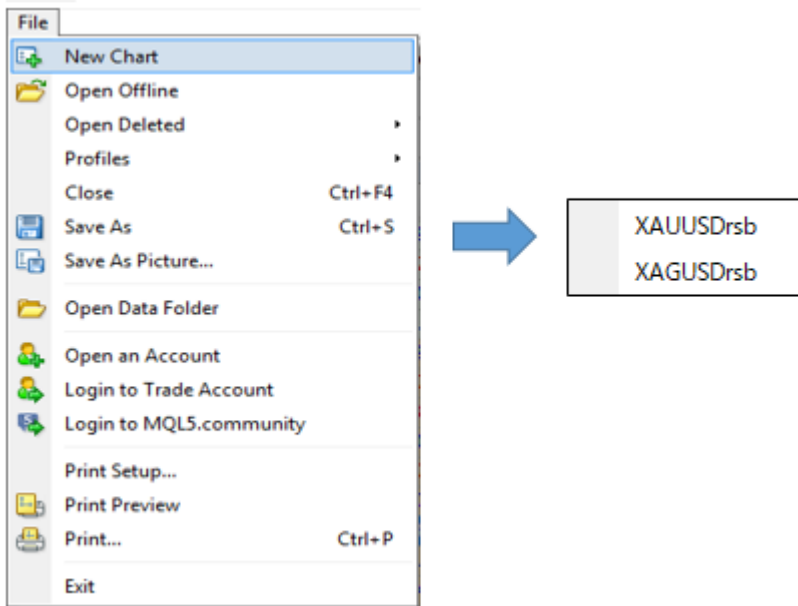 File
New Chart
Open Offline
Open Deleted
Profiles
Close Ctrl+F4
Save As Ctrl+S
Save As Picture...
Open Data Folder
Open an Account
Login to Trade Account
Login to MQL5.community
Print Setup...
Print Preview
Print... Ctrl+P
Exit
XAUUSDrsb
XAGUSDrsb